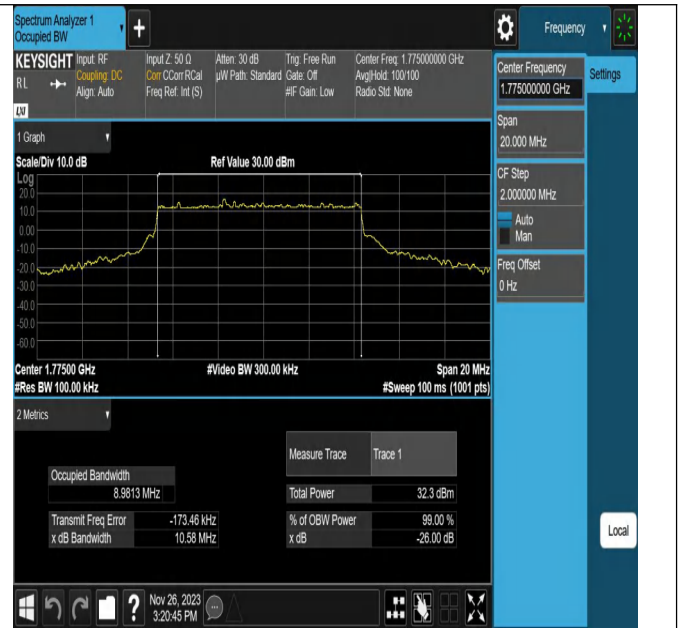 Spectrum Analyzer 1
Occupied BW
Frequency
KEYSIGHT
RL
LXI
Input: RF
Coupling: DC
Align: Auto
Input Z: 50 Ω
Corr CCorr RCal
Freq Ref: Int (S)
Atten: 30 dB
µW Path: Standard
Trig: Free Run
Gate: Off
#IF Gain: Low
Center Freq: 1.775000000 GHz
Avg|Hold: 100/100
Radio Std: None
Center Frequency
1.775000000 GHz
Settings
Span
20.000 MHz
CF Step
2.000000 MHz
Auto
Man
Freq Offset
0 Hz
Local
1 Graph
Scale/Div 10.0 dB
Ref Value 30.00 dBm
Log
20.0
10.0
0.00
-10.0
-20.0
-30.0
-40.0
-50.0
-60.0
Center 1.77500 GHz
#Video BW 300.00 kHz
Span 20 MHz
#Res BW 100.00 kHz
#Sweep 100 ms (1001 pts)
2 Metrics
Measure Trace Trace 1
Occupied Bandwidth
8.9813 MHz
Total Power 32.3 dBm
Transmit Freq Error -173.46 kHz
% of OBW Power 99.00 %
x dB Bandwidth 10.58 MHz
x dB -26.00 dB
?
Nov 26, 2023
3:20:45 PM